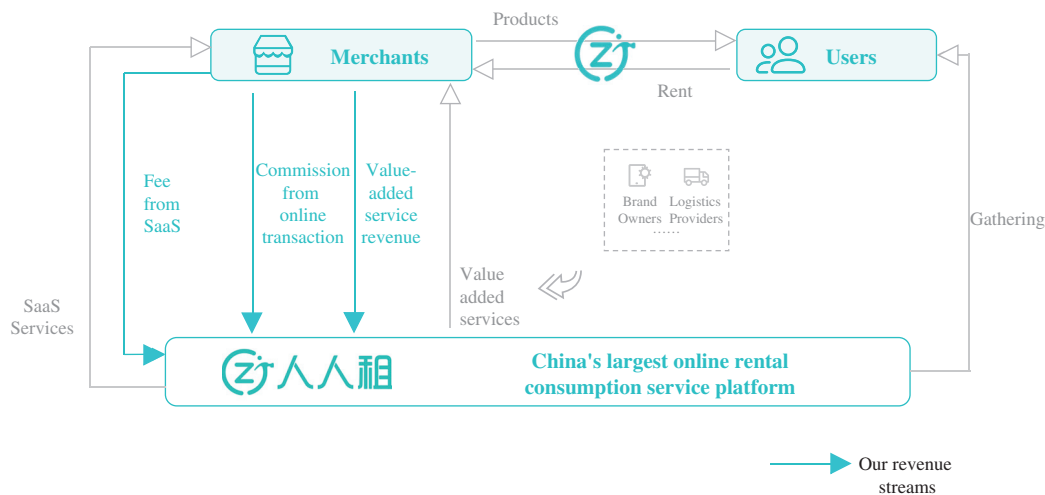 Products
Merchants
Users
Rent
Fee
from
SaaS
Commission
from
online
transaction
Value-
added
service
revenue
Brand
Owners
Logistics
Providers
......
Gathering
Value
added
services
SaaS
Services
人人租
China's largest online rental
consumption service platform
Our revenue
streams